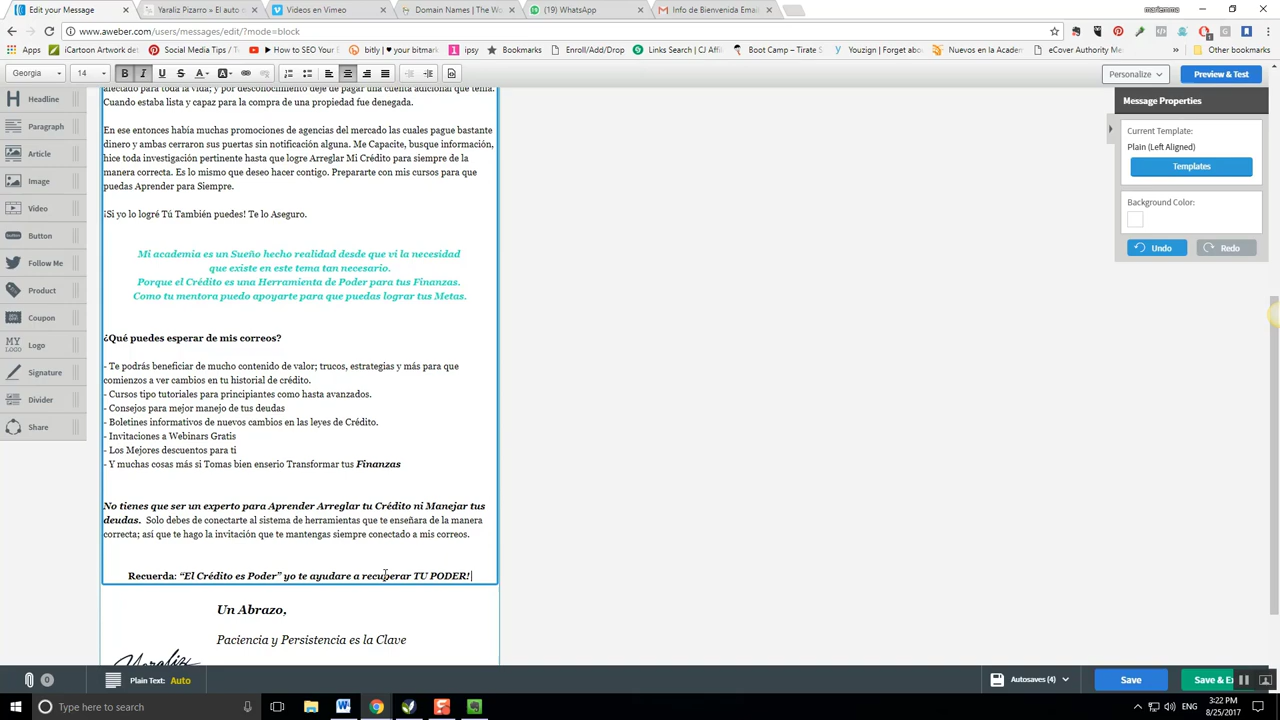 Edit your Message
Yaraliz Pizarro » El auto m
Videos en Vimeo
Domain Names | The Wo
(19) WhatsApp
Info de Bienvenida Email
mariemma
https://www.aweber.com/users/messages/edit/?mode=block
Apps
iCartoon Artwork det
Social Media Tips /
How to SEO Your E
bitly | ♥ your bitmark
ipsy
Bookmarks
Enroll/Add/Drop
Links Search | CJ Affili
Boot Camp – Tirate S
Youzign | Forget abou
Nuevos en la Acader
eCover Authority Me
»
Other bookmarks
Georgia
14
B I U S A A
Personalize
Preview & Test
Headline
Paragraph
Article
Image
Video
Button
Follow Me
Product
Coupon
MY LOGO
Logo
Signature
Divider
Share
afectado para toda la vida; y por desconocimiento deje de pagar una cuenta adicional que tenia.
Cuando estaba lista y capaz para la compra de una propiedad fue denegada.
En ese entonces había muchas promociones de agencias del mercado las cuales pague bastante
dinero y ambas cerraron sus puertas sin notificación alguna. Me Capacite, busque información,
hice toda investigación pertinente hasta que logre Arreglar Mi Crédito para siempre de la
manera correcta. Es lo mismo que deseo hacer contigo. Prepararte con mis cursos para que
puedas Aprender para Siempre.
¡Si yo lo logré Tú También puedes! Te lo Aseguro.
Mi academia es un Sueño hecho realidad desde que vi la necesidad
que existe en este tema tan necesario.
Porque el Crédito es una Herramienta de Poder para tus Finanzas.
Como tu mentora puedo apoyarte para que puedas lograr tus Metas.
¿Qué puedes esperar de mis correos?
- Te podrás beneficiar de mucho contenido de valor; trucos, estrategias y más para que
comienzos a ver cambios en tu historial de crédito.
- Cursos tipo tutoriales para principiantes como hasta avanzados.
- Consejos para mejor manejo de tus deudas
- Boletines informativos de nuevos cambios en las leyes de Crédito.
- Invitaciones a Webinars Gratis
- Los Mejores descuentos para ti
- Y muchas cosas más si Tomas bien enserio Transformar tus Finanzas
No tienes que ser un experto para Aprender Arreglar tu Crédito ni Manejar tus
deudas. Solo debes de conectarte al sistema de herramientas que te enseñara de la manera
correcta; así que te hago la invitación que te mantengas siempre conectado a mis correos.
Recuerda: “El Crédito es Poder” yo te ayudare a recuperar TU PODER!
Un Abrazo,
Paciencia y Persistencia es la Clave
Yaraliz
Message Properties
Current Template:
Plain (Left Aligned)
Templates
Background Color:
Undo
Redo
0
Plain Text: Auto
Autosaves (4)
Save
Save & E
Type here to search
ENG
3:22 PM
8/25/2017